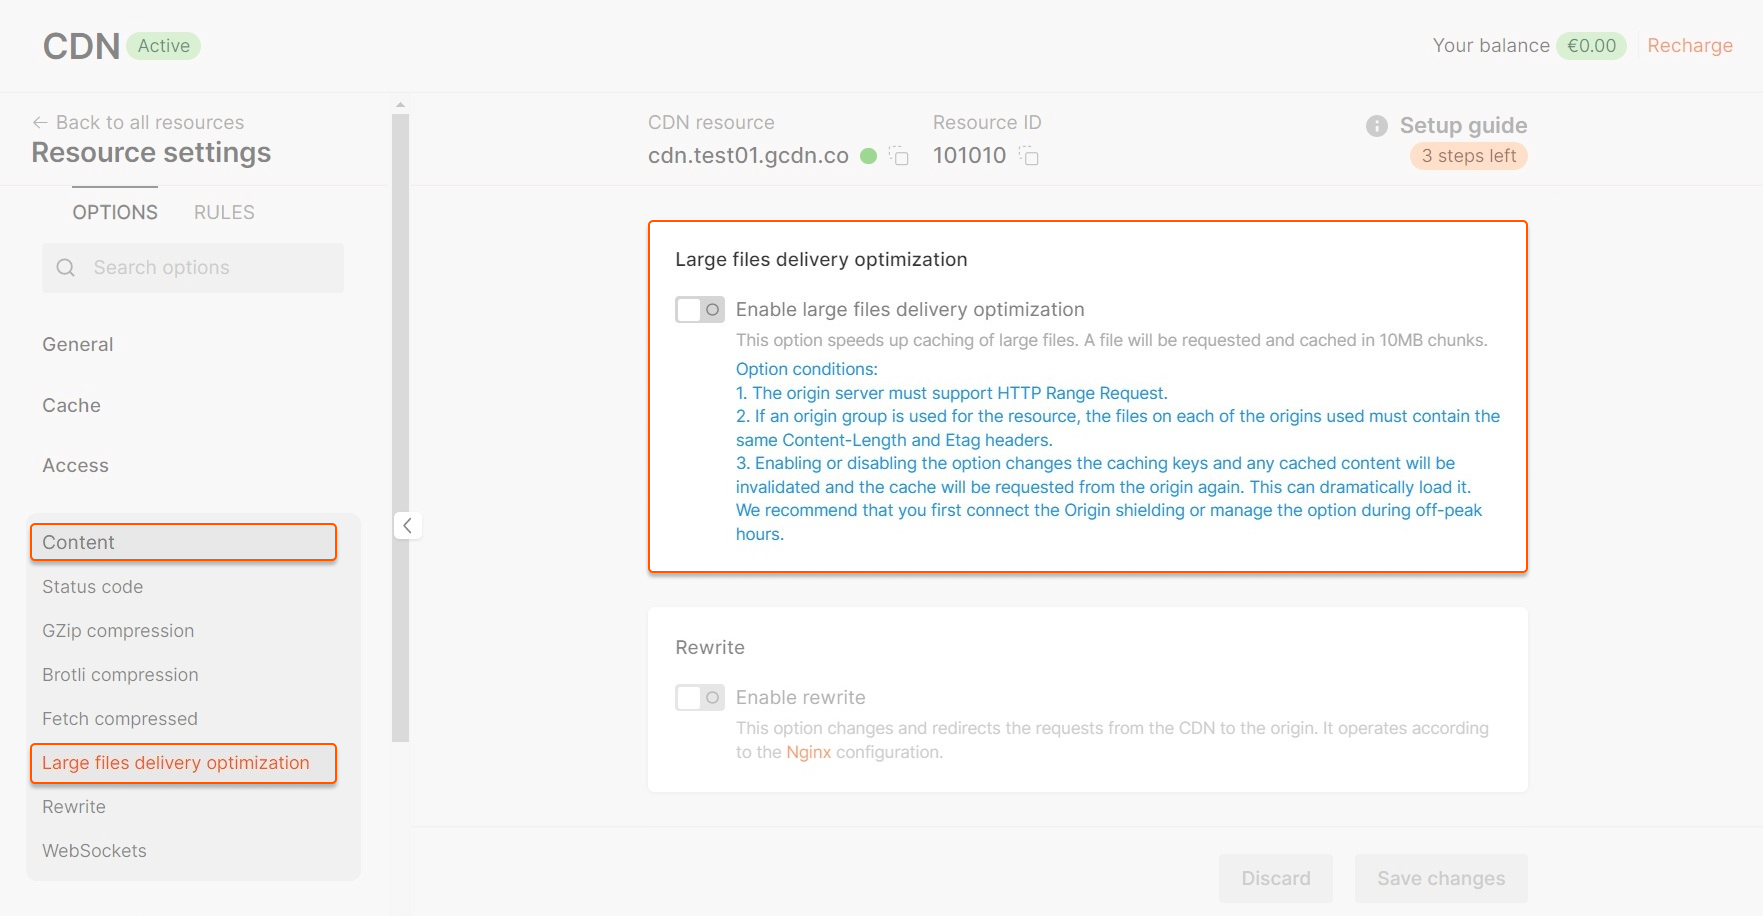 CDN Active
Your balance €0.00 Recharge
← Back to all resources
Resource settings
OPTIONS RULES
Search options
General
Cache
Access
Content
Status code
GZip compression
Brotli compression
Fetch compressed
Large files delivery optimization
Rewrite
WebSockets
CDN resource
cdn.test01.gcdn.co
Resource ID
101010
Setup guide
3 steps left
Large files delivery optimization
Enable large files delivery optimization
This option speeds up caching of large files. A file will be requested and cached in 10MB chunks.
Option conditions:
1. The origin server must support HTTP Range Request.
2. If an origin group is used for the resource, the files on each of the origins used must contain the
same Content-Length and Etag headers.
3. Enabling or disabling the option changes the caching keys and any cached content will be
invalidated and the cache will be requested from the origin again. This can dramatically load it.
We recommend that you first connect the Origin shielding or manage the option during off-peak
hours.
Rewrite
Enable rewrite
This option changes and redirects the requests from the CDN to the origin. It operates according
to the Nginx configuration.
Discard
Save changes